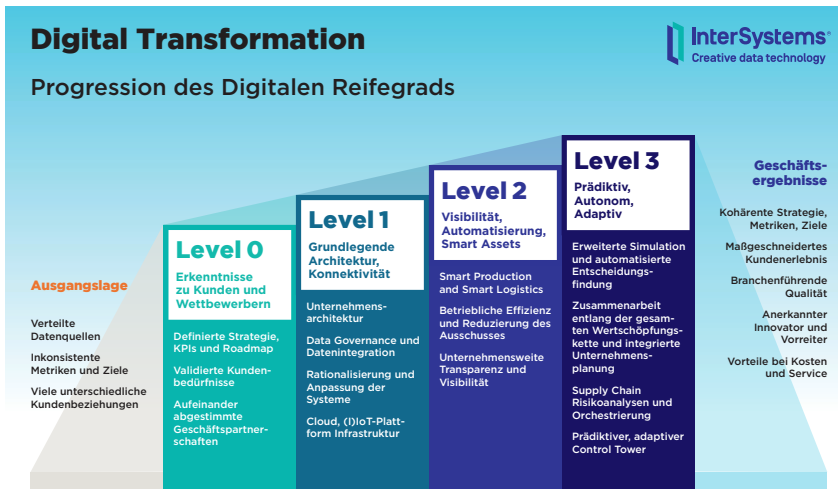 Digital Transformation
Progression des Digitalen Reifegrads
InterSystems®
Creative data technology
Ausgangslage
Verteilte
Datenquellen
Inkonsistente
Metriken und Ziele
Viele unterschiedliche
Kundenbeziehungen
Level 0
Erkenntnisse
zu Kunden und
Wettbewerbern
Definierte Strategie,
KPIs und Roadmap
Validierte Kunden-
bedürfnisse
Aufeinander
abgestimmte
Geschäftspartner-
schaften
Level 1
Grundlegende
Architektur,
Konnektivität
Unternehmens-
architektur
Data Governance und
Datenintegration
Rationalisierung und
Anpassung der
Systeme
Cloud, (I)IoT-Platt-
form Infrastruktur
Level 2
Visibilität,
Automatisierung,
Smart Assets
Smart Production
and Smart Logistics
Betriebliche Effizienz
und Reduzierung des
Ausschusses
Unternehmensweite
Transparenz und
Visibilität
Level 3
Prädiktiv,
Autonom,
Adaptiv
Erweiterte Simulation
und automatisierte
Entscheidungs-
findung
Zusammenarbeit
entlang der gesam-
ten Wertschöpfungs-
kette und integrierte
Unternehmens-
planung
Supply Chain
Risikoanalysen und
Orchestrierung
Prädiktiver, adaptiver
Control Tower
Geschäfts-
ergebnisse
Kohärente Strategie,
Metriken, Ziele
Maßgeschneidertes
Kundenerlebnis
Branchenführende
Qualität
Anerkannter
Innovator und
Vorreiter
Vorteile bei Kosten
und Service